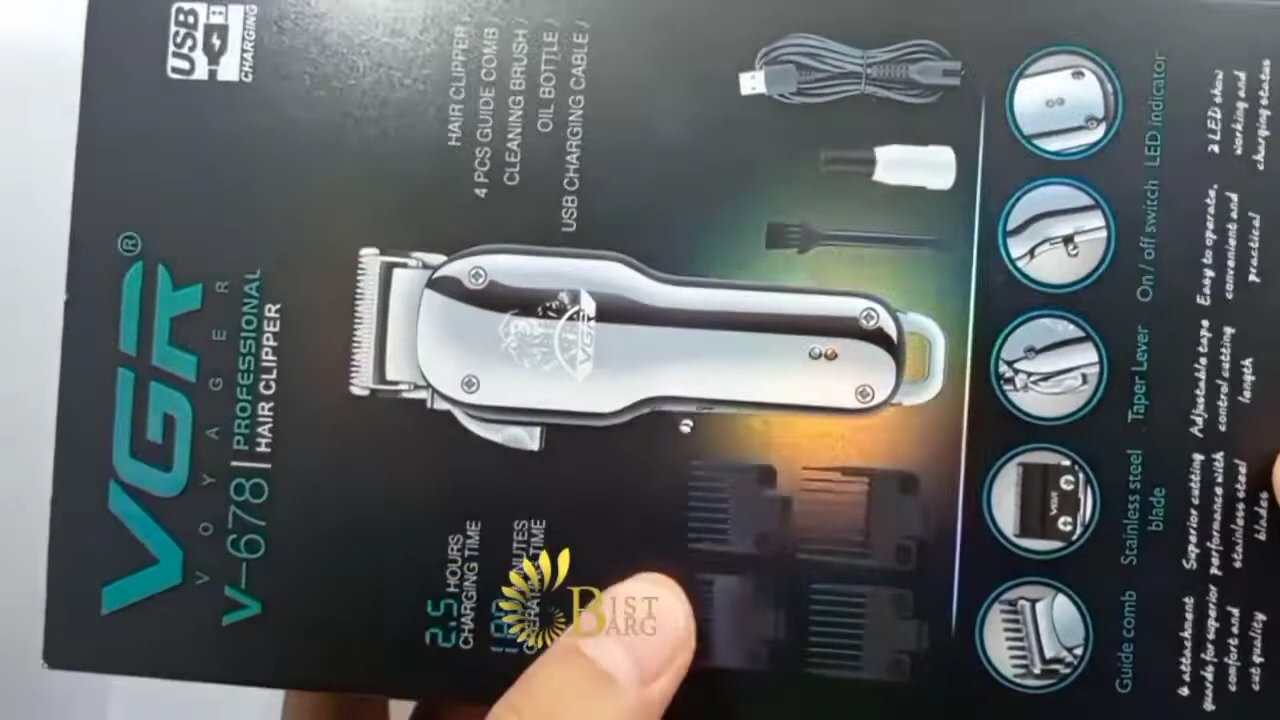 USB
CHARGING
VGR®
VOYAGER
V-678 PROFESSIONAL
HAIR CLIPPER
HAIR CLIPPER /
4 PCS GUIDE COMB /
CLEANING BRUSH /
OIL BOTTLE /
USB CHARGING CABLE /
VGR
2.5 HOURS
CHARGING TIME
TIME
BIST
BARG
VGR
Guide comb
4 attachment
guards for superior
comfort and
cut quality
Stainless steel
blade
Superior cutting
performance with
stainless steel
blades
Taper Lever
Adjustable tape
control cutting
length
On / off switch
Easy to operate,
convenient and
practical
LED indicator
2 LED show
working and
charging status